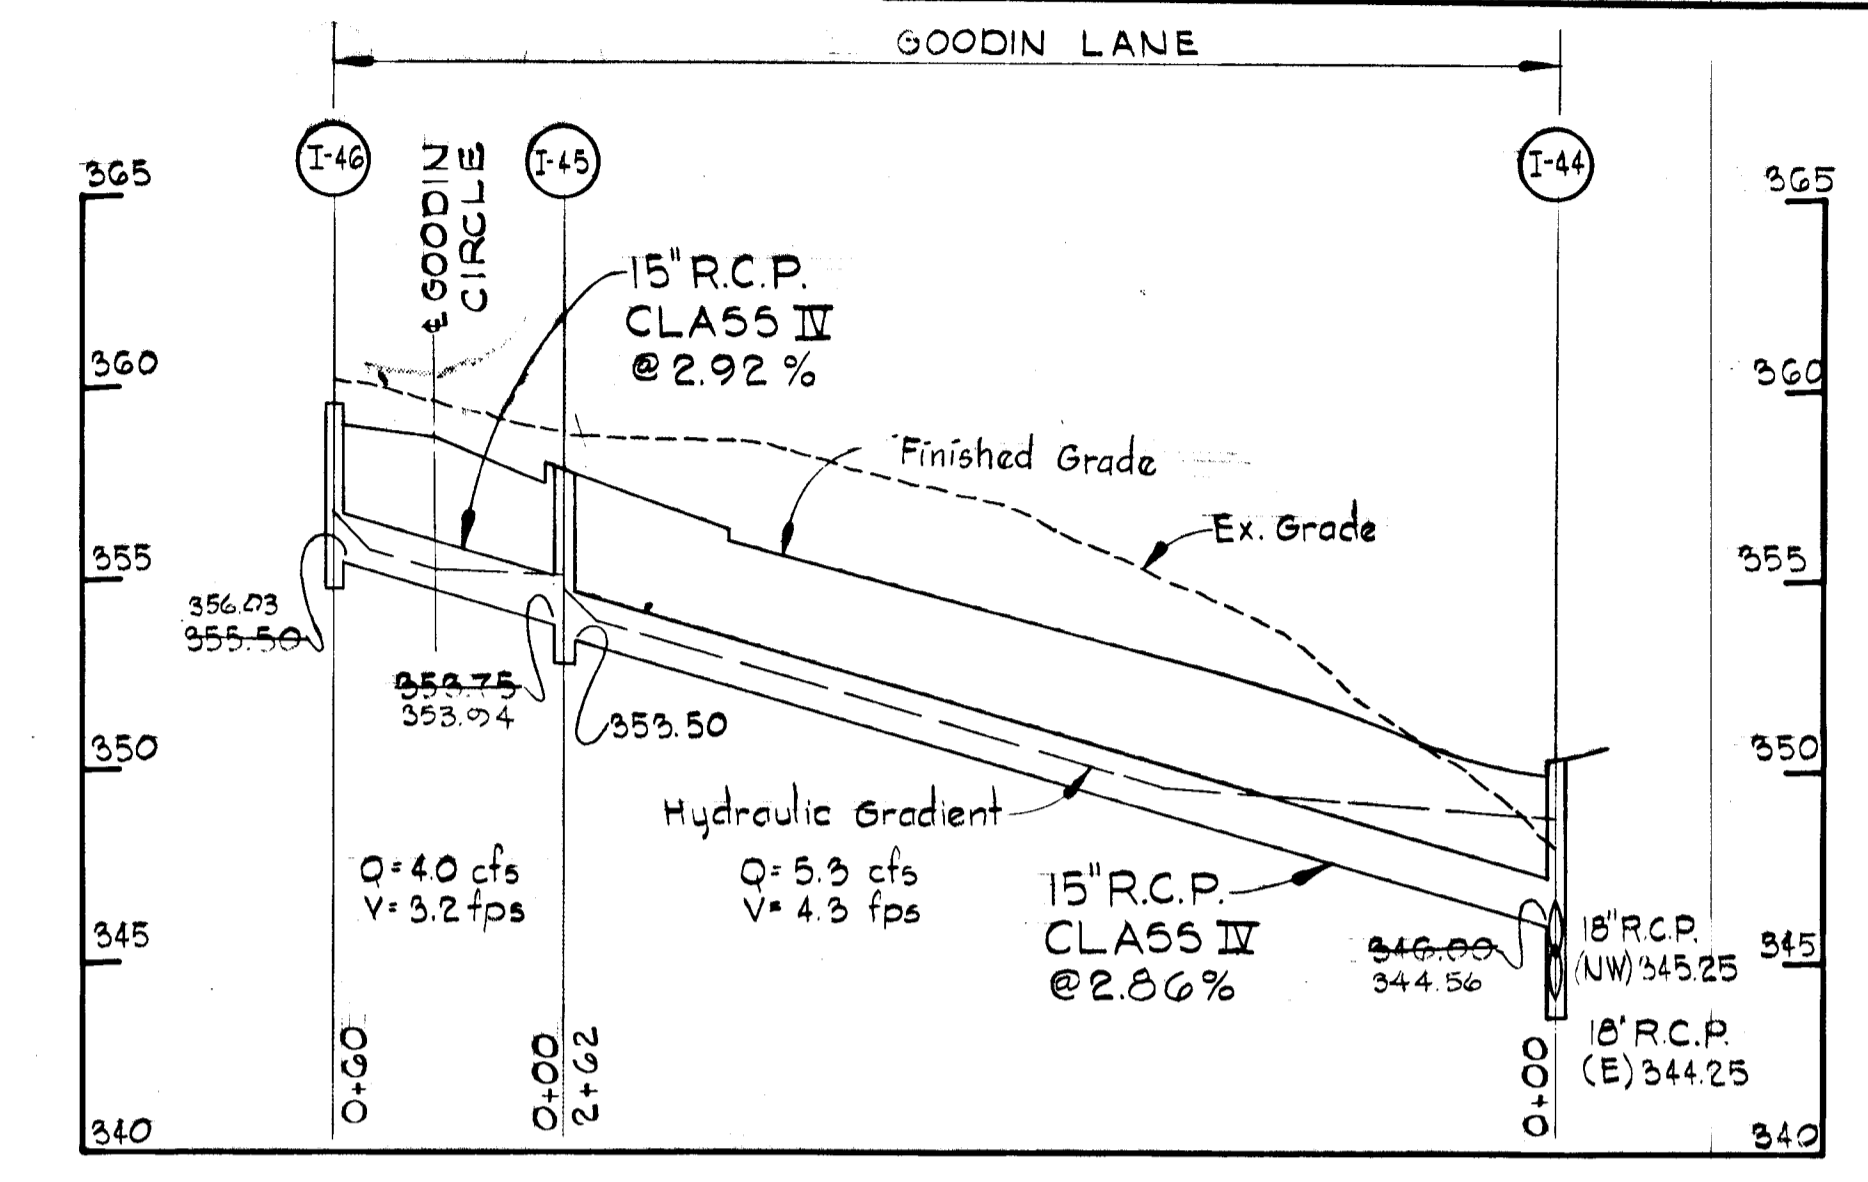 GOODIN LANE
I-46
I-45
I-44
℄ GOODIN
CIRCLE
365
365
15" R.C.P.
CLASS IV
@ 2.92 %
360
360
Finished Grade
Ex. Grade
355
355
356.03
355.50
353.75
353.94
353.50
350
350
Hydraulic Gradient
Q= 4.0 cfs
V= 3.2 fps
Q= 5.3 cfs
V= 4.3 fps
15" R.C.P.
CLASS IV
@ 2.86%
346.00
344.56
18" R.C.P.
(NW) 345.25
18" R.C.P.
(E) 344.25
345
345
0+60
0+00
2+62
0+00
340
340